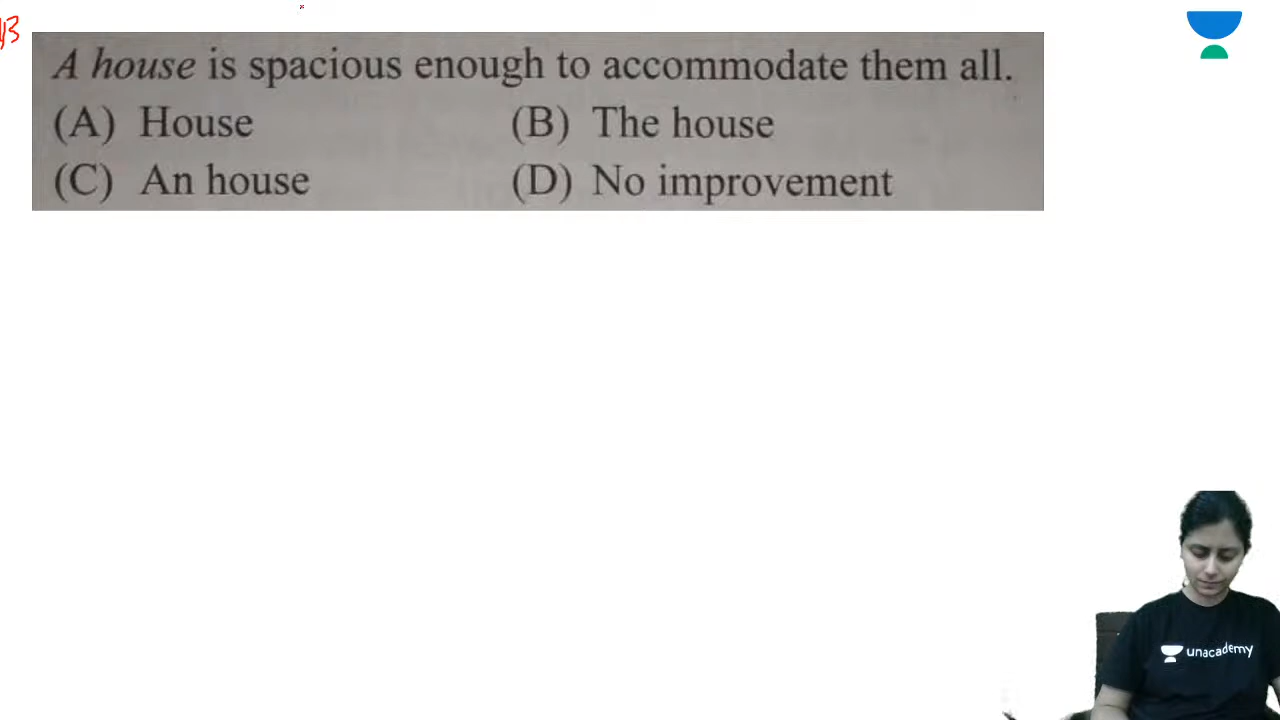 A house is spacious enough to accommodate them all.
(A) House (B) The house
(C) An house (D) No improvement
unacademy